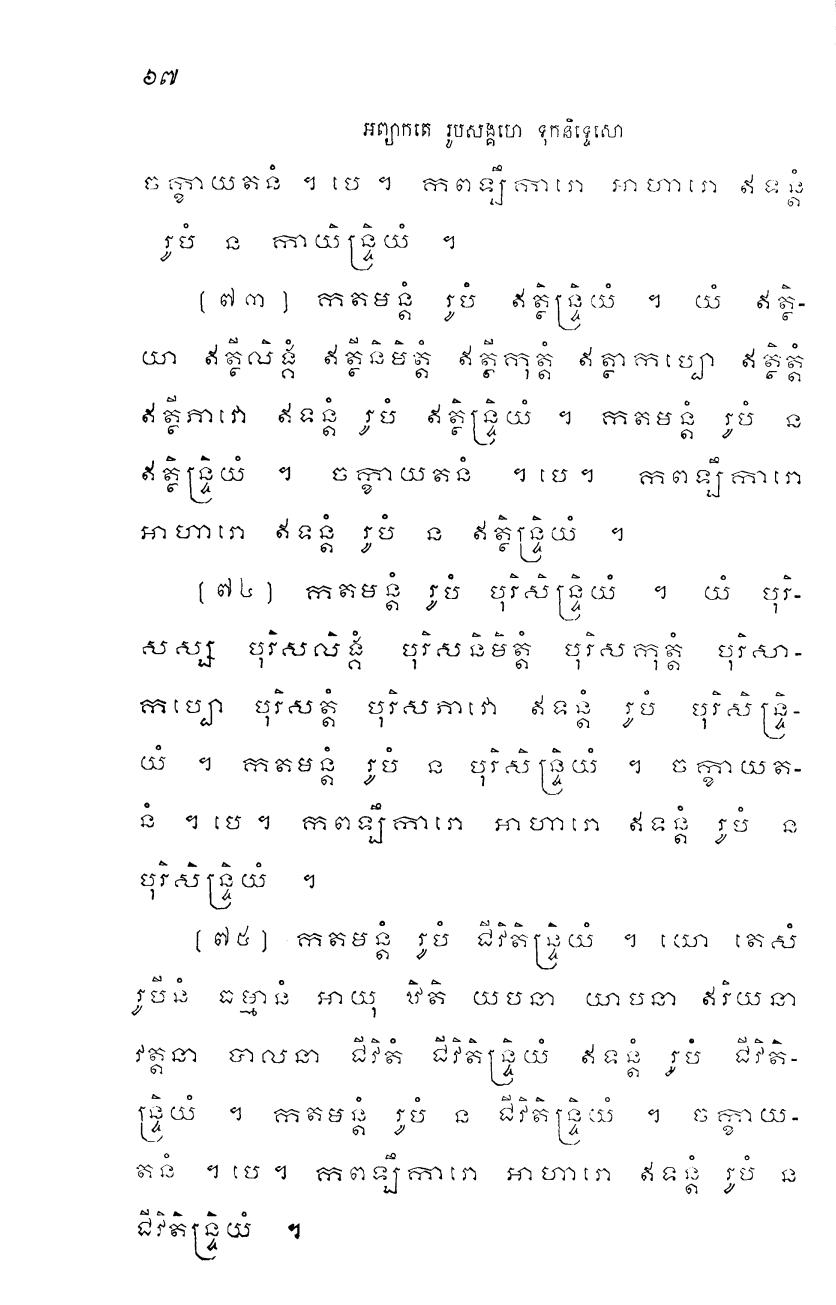 ៦៧
អព្យាកតេ រូបសង្គហេ ទុកនិទ្ទេសោ
ចក្ខាយតនំ ។ បេ ។ កពឡីការោ អាហារោ ឥទន្តំ
រូបំ ន កាយិន្ទ្រិយំ ។
[៧៣] កតមន្តំ រូបំ ឥត្ថិន្ទ្រិយំ ។ យំ ឥត្ថិ-
យា ឥត្ថីលិង្គំ ឥត្ថីនិមិត្តំ ឥត្ថីកុត្តំ ឥត្ថាកប្បោ ឥត្ថិត្តំ
ឥត្ថីភាវោ ឥទន្តំ រូបំ ឥត្ថិន្ទ្រិយំ ។ កតមន្តំ រូបំ ន
ឥត្ថិន្ទ្រិយំ ។ ចក្ខាយតនំ ។ បេ ។ កពឡីការោ
អាហារោ ឥទន្តំ រូបំ ន ឥត្ថិន្ទ្រិយំ ។
[៧៤] កតមន្តំ រូបំ បុរិសិន្ទ្រិយំ ។ យំ បុរិ-
សស្ស បុរិសលិង្គំ បុរិសនិមិត្តំ បុរិសកុត្តំ បុរិសា-
កប្បោ បុរិសត្តំ បុរិសភាវោ ឥទន្តំ រូបំ បុរិសិន្ទ្រិ-
យំ ។ កតមន្តំ រូបំ ន បុរិសិន្ទ្រិយំ ។ ចក្ខាយត-
នំ ។ បេ ។ កពឡីការោ អាហារោ ឥទន្តំ រូបំ ន
បុរិសិន្ទ្រិយំ ។
[៧៥] កតមន្តំ រូបំ ជីវិតិន្ទ្រិយំ ។ យោ តេសំ
រូបីនំ ធម្មានំ អាយុ ឋិតិ យបនា យាបនា ឥរិយនា
វត្តនា បាលនា ជីវិតំ ជីវិតិន្ទ្រិយំ ឥទន្តំ រូបំ ជីវិតិ-
ន្ទ្រិយំ ។ កតមន្តំ រូបំ ន ជីវិតិន្ទ្រិយំ ។ ចក្ខាយ-
តនំ ។ បេ ។ កពឡីការោ អាហារោ ឥទន្តំ រូបំ ន
ជីវិតិន្ទ្រិយំ ។